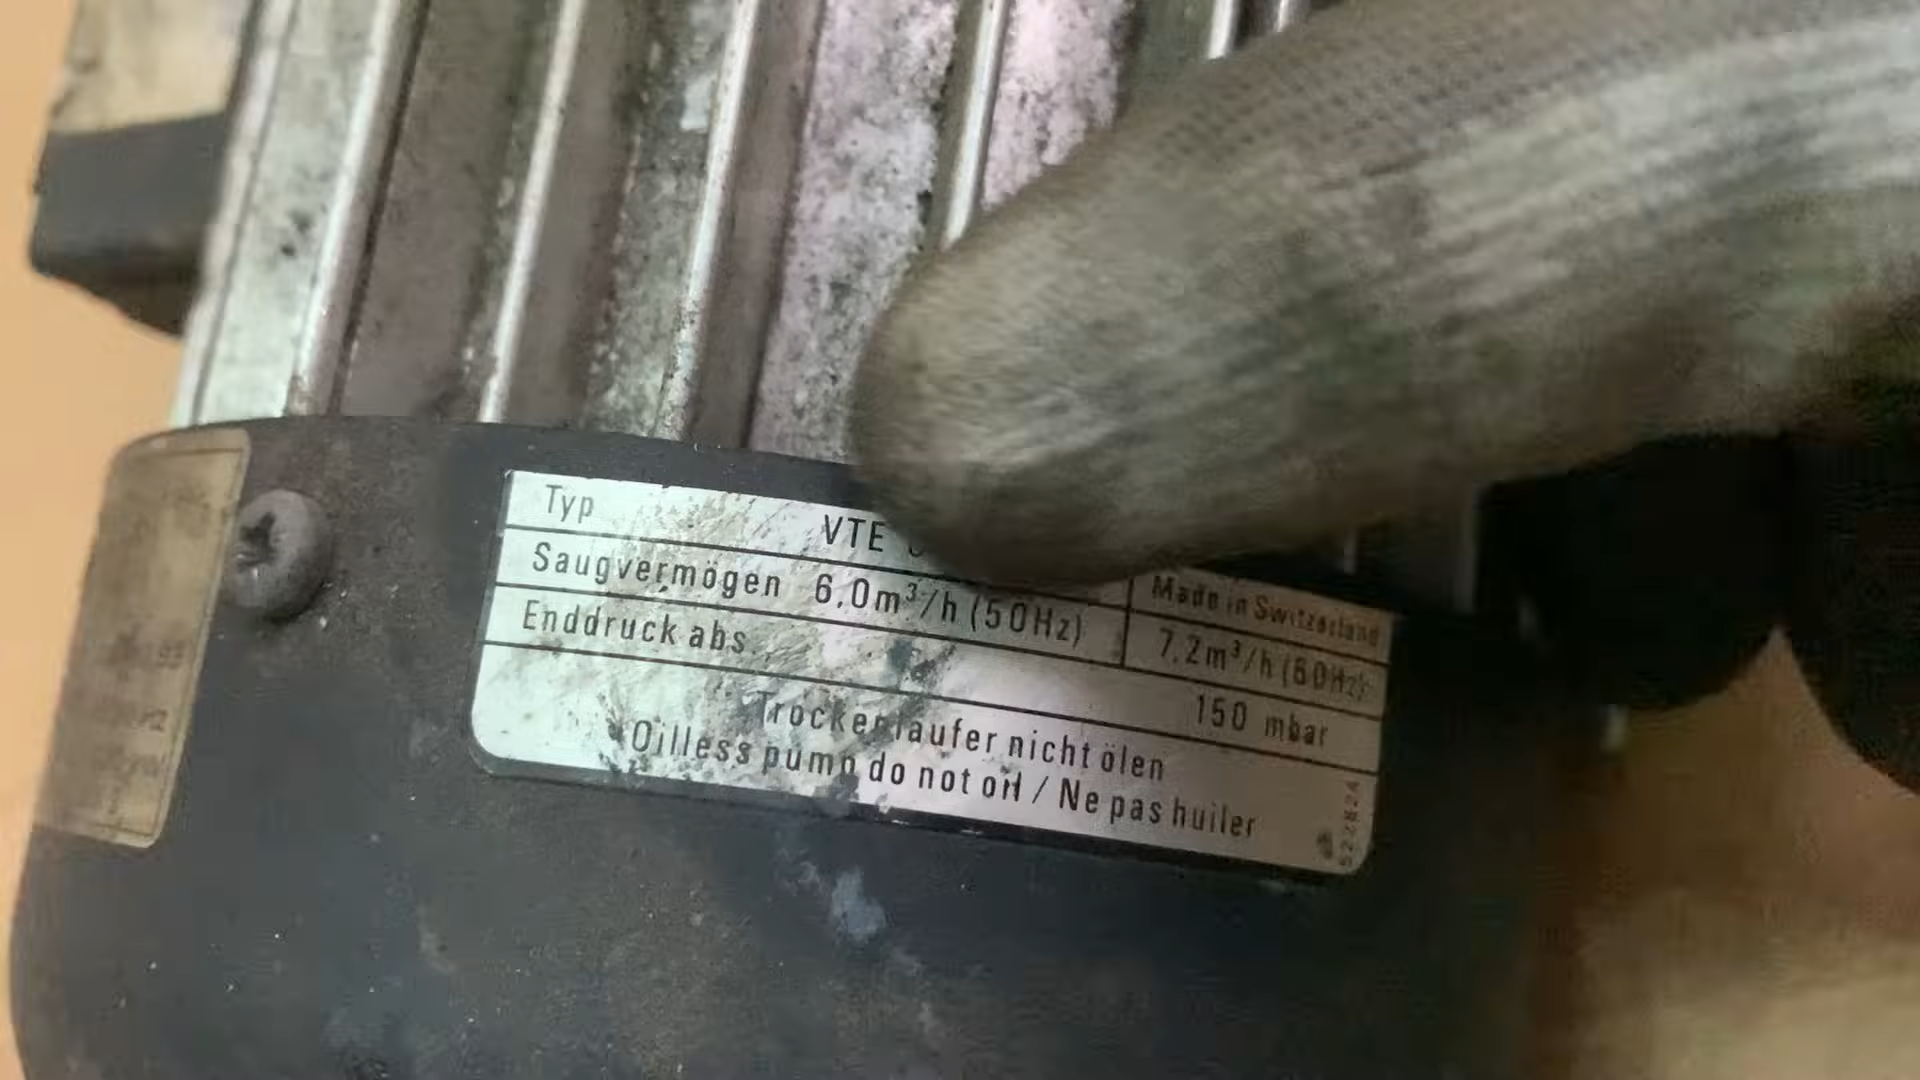 Typ VTE
Made in Switzerland
Saugvermögen 6,0m³/h (50Hz) 7.2m³/h (60Hz)
Enddruck abs. 150 mbar
Trockenlaufer nicht ölen
Oilless pump do not oil / Ne pas huiler
522824